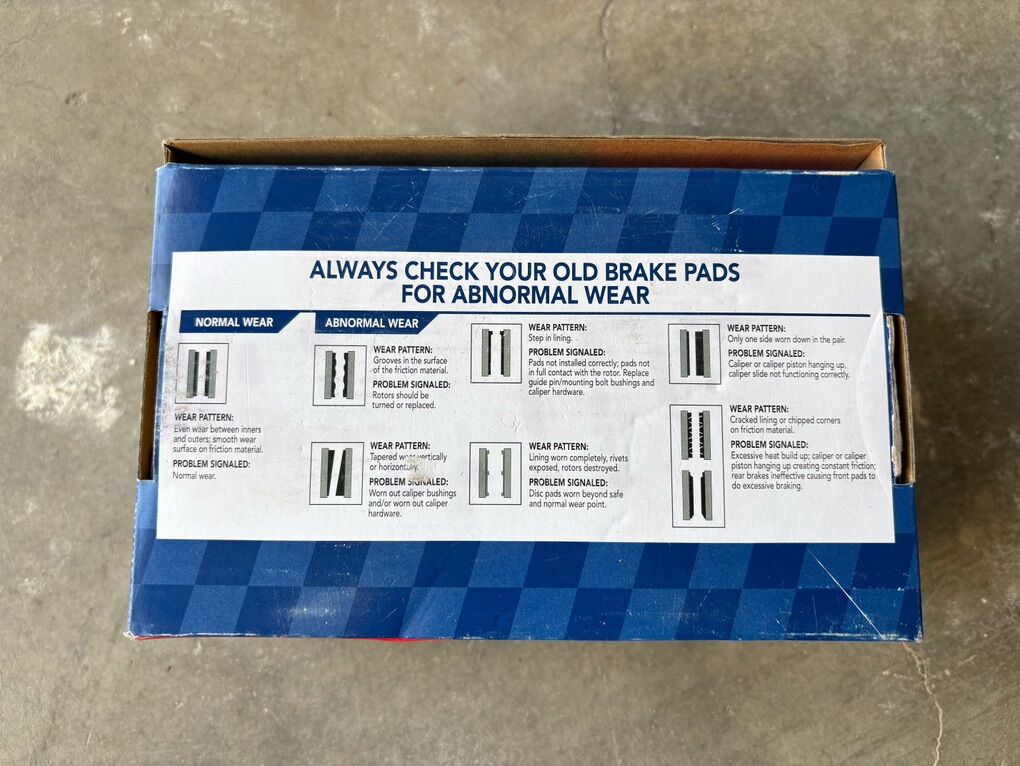 ALWAYS CHECK YOUR OLD BRAKE PADS
FOR ABNORMAL WEAR
NORMAL WEAR
WEAR PATTERN:
Even wear between inners
and outers; smooth wear
surface on friction material.
PROBLEM SIGNALED:
Normal wear.
ABNORMAL WEAR
WEAR PATTERN:
Grooves in the surface
of the friction material.
PROBLEM SIGNALED:
Rotors should be
turned or replaced.
WEAR PATTERN:
Tapered wear vertically
or horizontally.
PROBLEM SIGNALED:
Worn out caliper bushings
and/or worn out caliper
hardware.
WEAR PATTERN:
Step in lining.
PROBLEM SIGNALED:
Pads not installed correctly; pads not
in full contact with the rotor. Replace
guide pin/mounting bolt bushings and
caliper hardware.
WEAR PATTERN:
Lining worn completely, rivets
exposed, rotors destroyed.
PROBLEM SIGNALED:
Disc pads worn beyond safe
and normal wear point.
WEAR PATTERN:
Only one side worn down in the pair.
PROBLEM SIGNALED:
Caliper or caliper piston hanging up,
caliper slide not functioning correctly.
WEAR PATTERN:
Cracked lining or chipped corners
on friction material.
PROBLEM SIGNALED:
Excessive heat build up; caliper or caliper
piston hanging up creating constant friction;
rear brakes ineffective causing front pads to
do excessive braking.